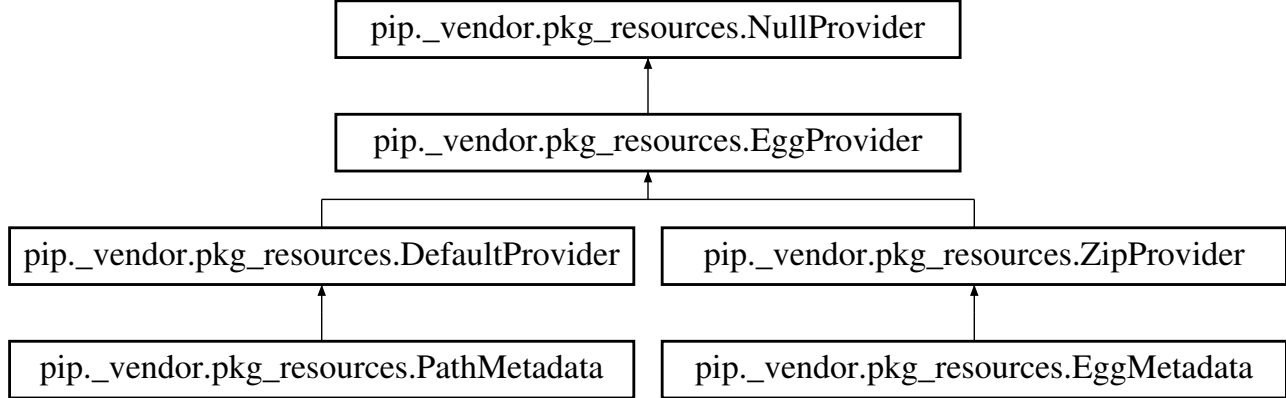 pip._vendor.pkg_resources.NullProvider
pip._vendor.pkg_resources.EggProvider
pip._vendor.pkg_resources.DefaultProvider
pip._vendor.pkg_resources.ZipProvider
pip._vendor.pkg_resources.PathMetadata
pip._vendor.pkg_resources.EggMetadata